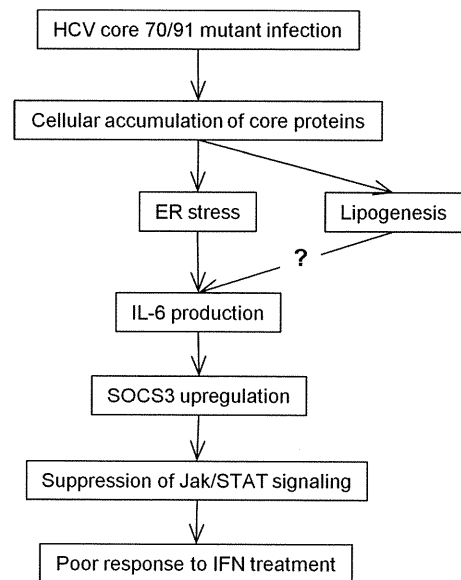 HCV core 70/91 mutant infection
Cellular accumulation of core proteins
ER stress
Lipogenesis
?
IL-6 production
SOCS3 upregulation
Suppression of Jak/STAT signaling
Poor response to IFN treatment